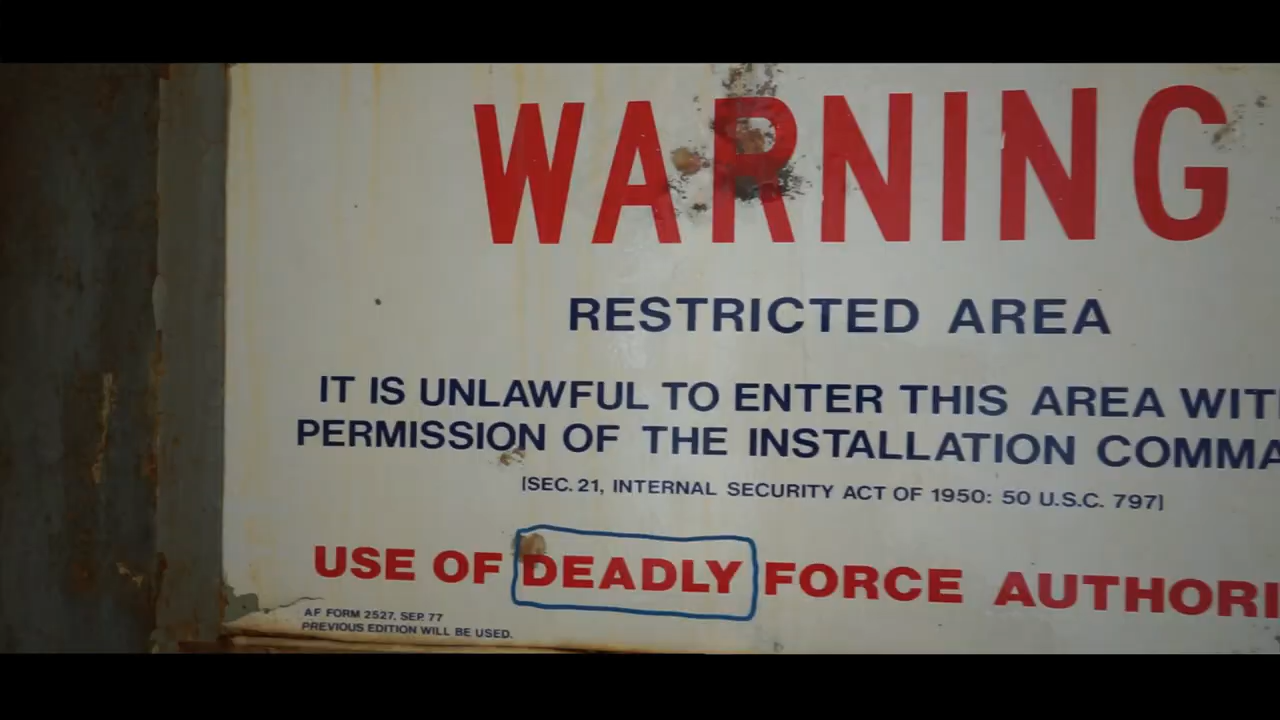 WARNING
RESTRICTED AREA
IT IS UNLAWFUL TO ENTER THIS AREA WIT
PERMISSION OF THE INSTALLATION COMMA
[SEC. 21, INTERNAL SECURITY ACT OF 1950: 50 U.S.C. 797]
USE OF DEADLY FORCE AUTHORI
AF FORM 2527, SEP. 77
PREVIOUS EDITION WILL BE USED.